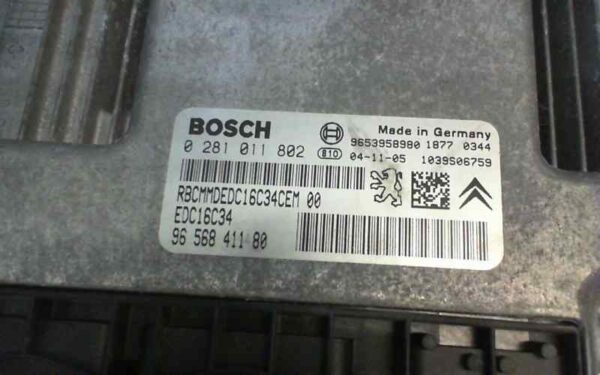 BOSCH
Made in Germany
0 281 011 802
e10
9653958980 1877 0344
04-11-05 1039S06759
RBCMMDEDC16C34CEM 00
EDC16C34
96 568 411 80